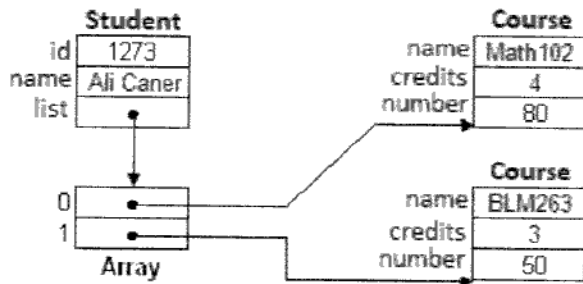 Student
id 1273
name Ali Caner
list
0
1
Array
Course
name Math102
credits 4
number 80
Course
name BLM263
credits 3
number 50